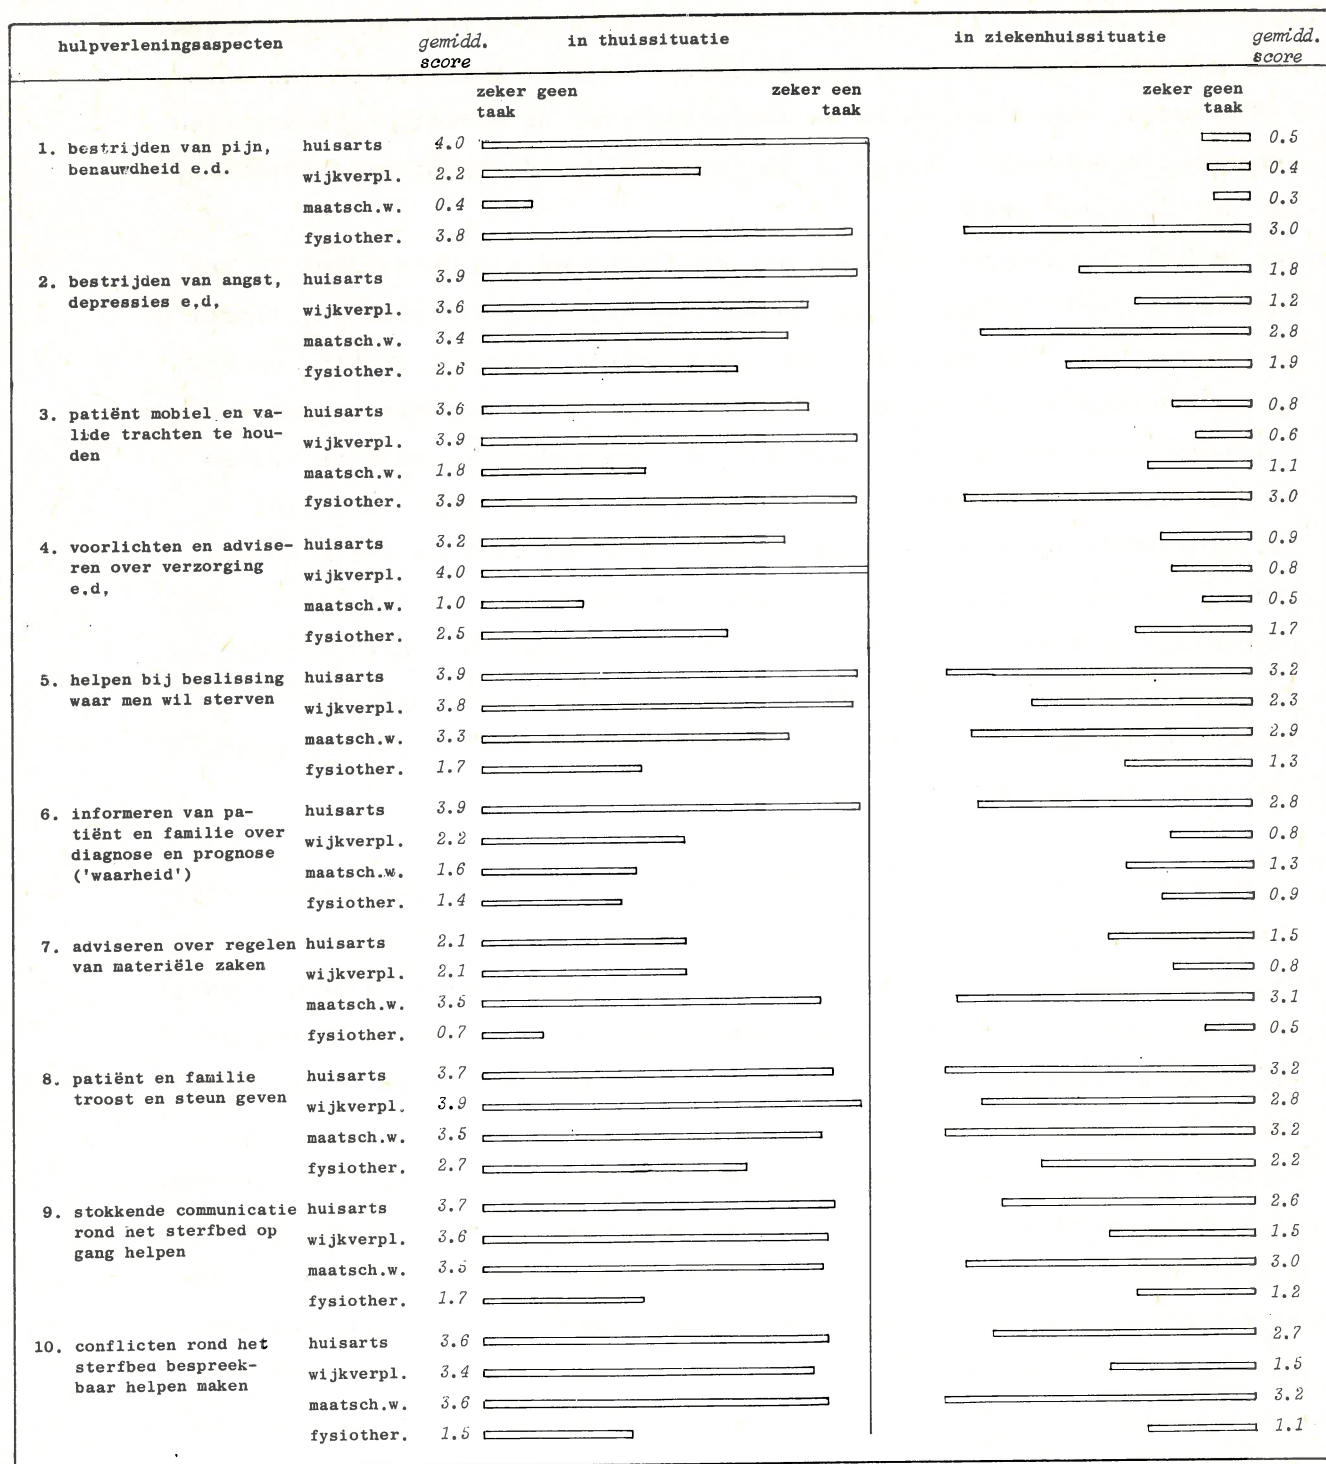 hulpverleningsaspecten gemidd. score in thuissituatie in ziekenhuissituatie gemidd. score
zeker geen taak zeker een taak zeker geen taak
1. bestrijden van pijn, benauwdheid e.d.
huisarts 4.0 0.5
wijkverpl. 2.2 0.4
maatsch.w. 0.4 0.3
fysiother. 3.8 3.0
2. bestrijden van angst, depressies e,d,
huisarts 3.9 1.8
wijkverpl. 3.6 1.2
maatsch.w. 3.4 2.8
fysiother. 2.6 1.9
3. patiënt mobiel en va-
lide trachten te hou-
den
huisarts 3.6 0.8
wijkverpl. 3.9 0.6
maatsch.w. 1.8 1.1
fysiother. 3.9 3.0
4. voorlichten en advise-
ren over verzorging
e,d,
huisarts 3.2 0.9
wijkverpl. 4.0 0.8
maatsch.w. 1.0 0.5
fysiother. 2.5 1.7
5. helpen bij beslissing
waar men wil sterven
huisarts 3.9 3.2
wijkverpl. 3.8 2.3
maatsch.w. 3.3 2.9
fysiother. 1.7 1.3
6. informeren van pa-
tiënt en familie over
diagnose en prognose
('waarheid')
huisarts 3.9 2.8
wijkverpl. 2.2 0.8
maatsch.w. 1.6 1.3
fysiother. 1.4 0.9
7. adviseren over regelen
van materiële zaken
huisarts 2.1 1.5
wijkverpl. 2.1 0.8
maatsch.w. 3.5 3.1
fysiother. 0.7 0.5
8. patiënt en familie
troost en steun geven
huisarts 3.7 3.2
wijkverpl. 3.9 2.8
maatsch.w. 3.5 3.2
fysiother. 2.7 2.2
9. stokkende communicatie
rond het sterfbed op
gang helpen
huisarts 3.7 2.6
wijkverpl. 3.6 1.5
maatsch.w. 3.5 3.0
fysiother. 1.7 1.2
10. conflicten rond het
sterfbed bespreek-
baar helpen maken
huisarts 3.6 2.7
wijkverpl. 3.4 1.5
maatsch.w. 3.6 3.2
fysiother. 1.5 1.1